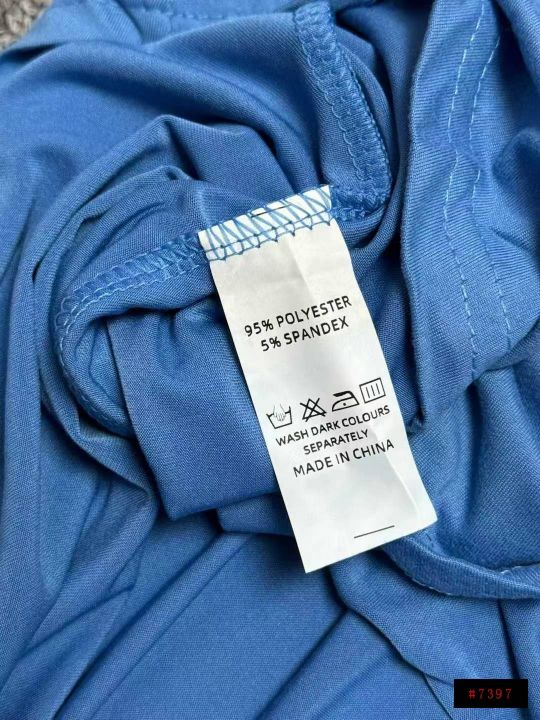 95% POLYESTER
5% SPANDEX
WASH DARK COLOURS
SEPARATELY
MADE IN CHINA
#7397